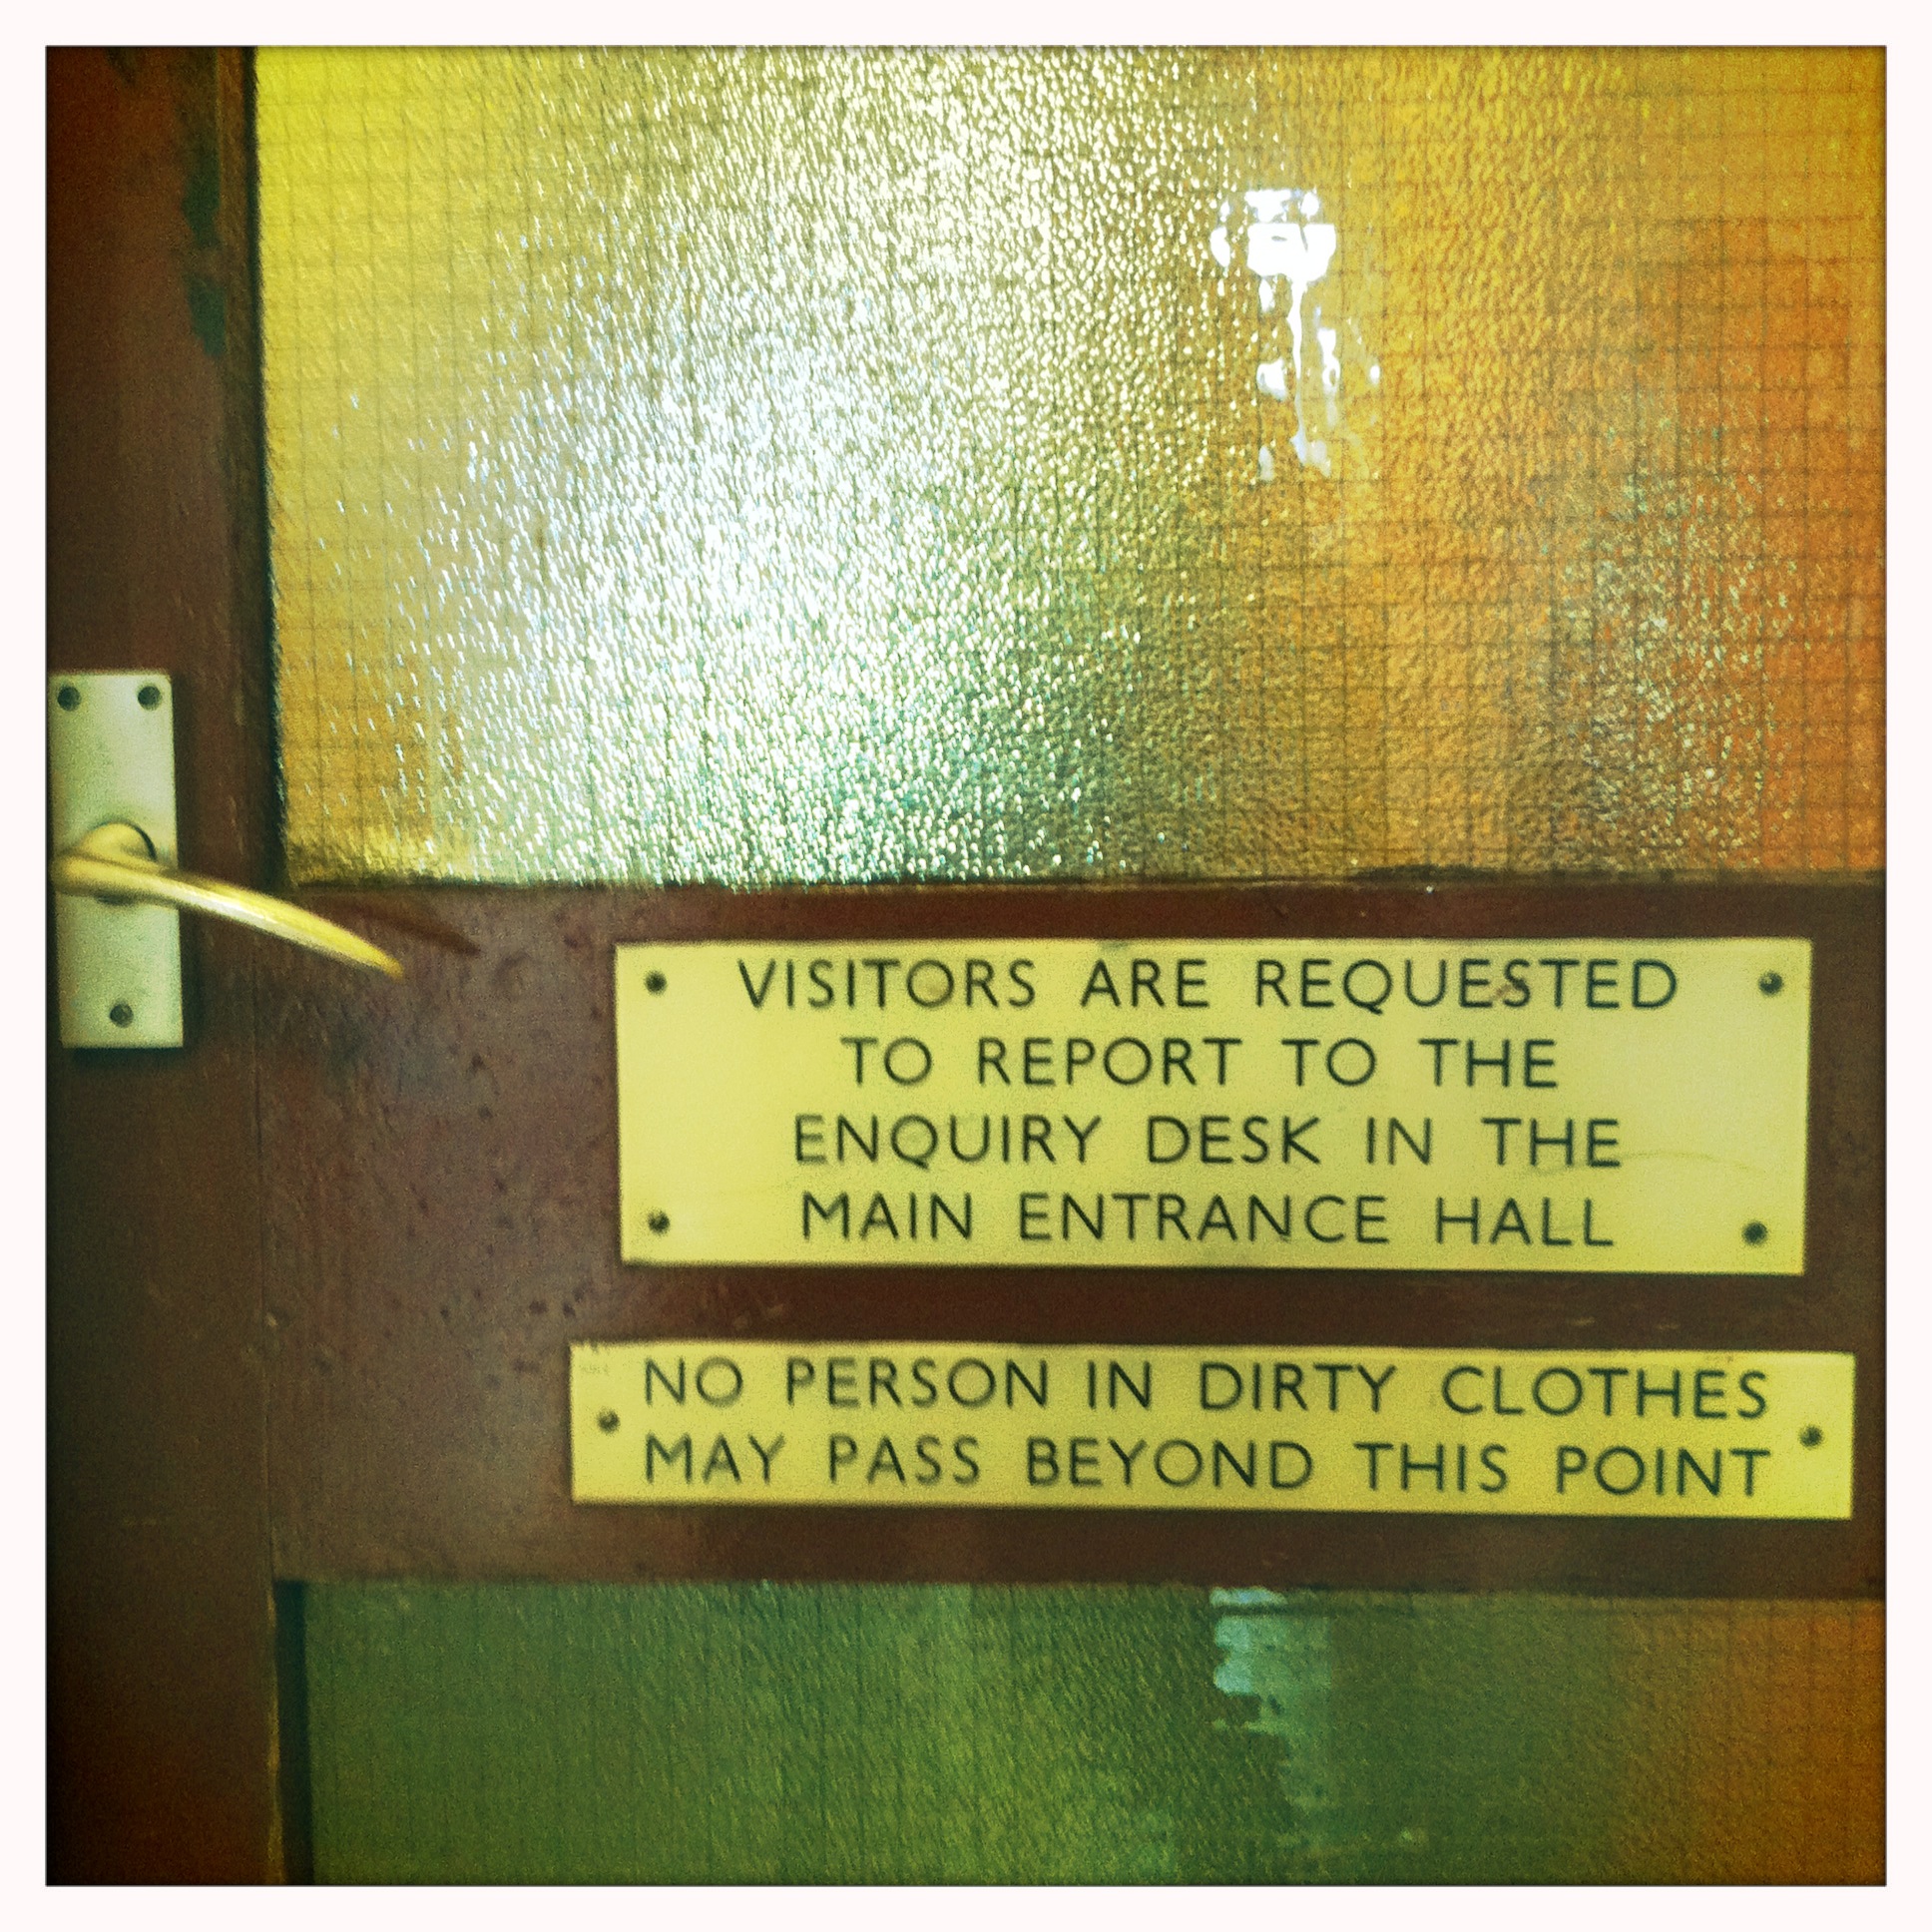 VISITORS ARE REQUESTED
TO REPORT TO THE
ENQUIRY DESK IN THE
MAIN ENTRANCE HALL
NO PERSON IN DIRTY CLOTHES
MAY PASS BEYOND THIS POINT